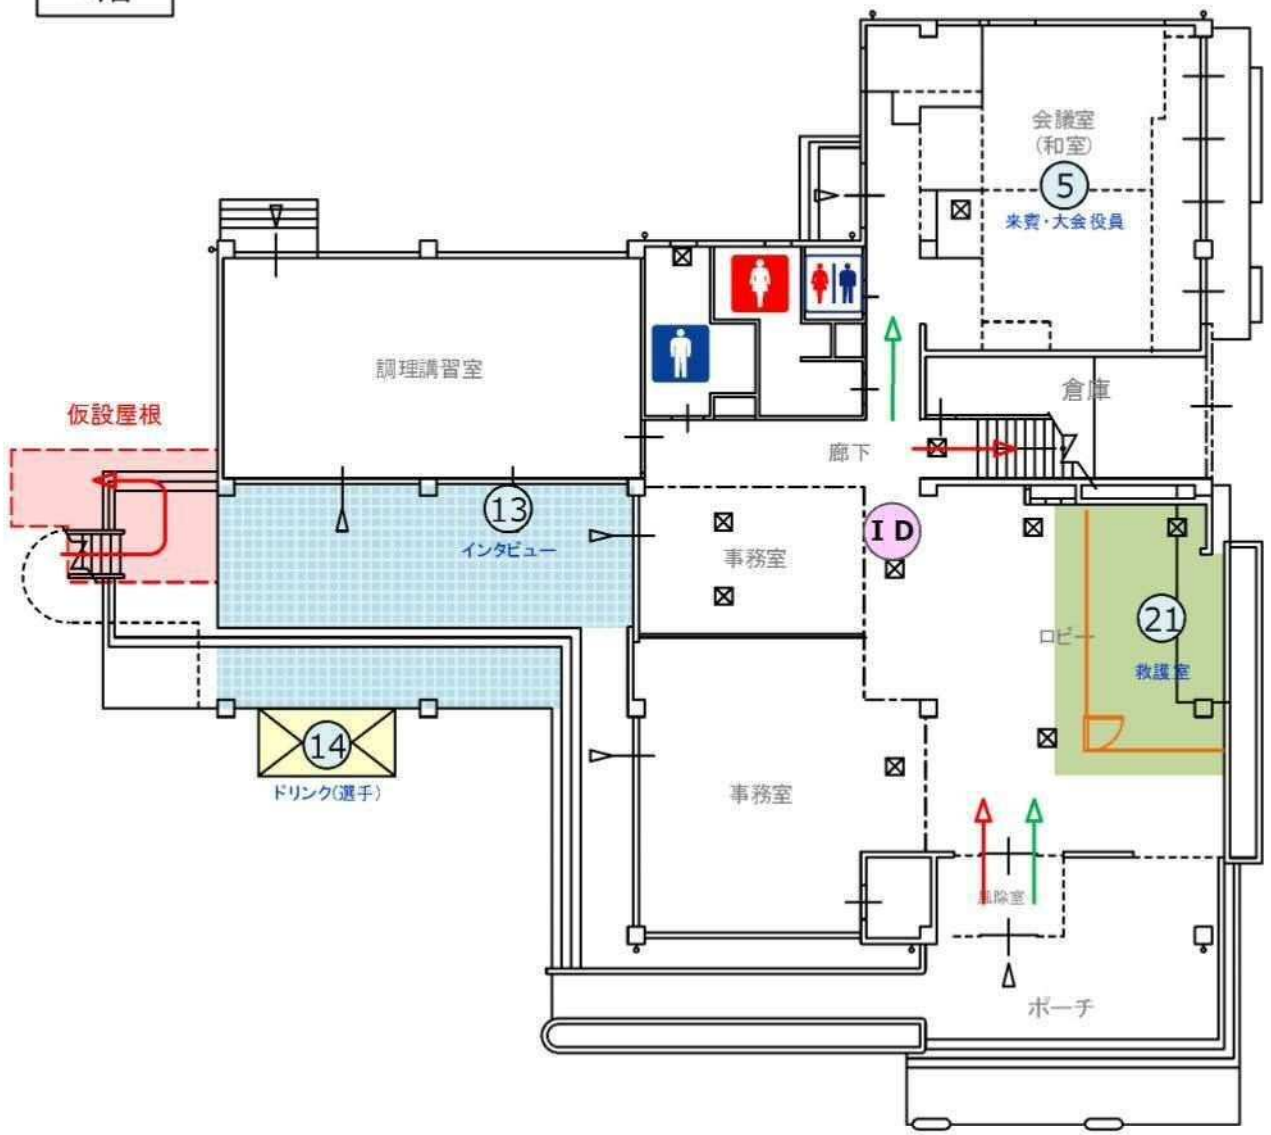 会議室
(和室)
5
来賓・大会役員
調理講習室
倉庫
仮設屋根
廊下
13
インタビュー
ID
事務室
21
ロビー
救護室
14
ドリンク(選手)
事務室
風除室
ポーチ